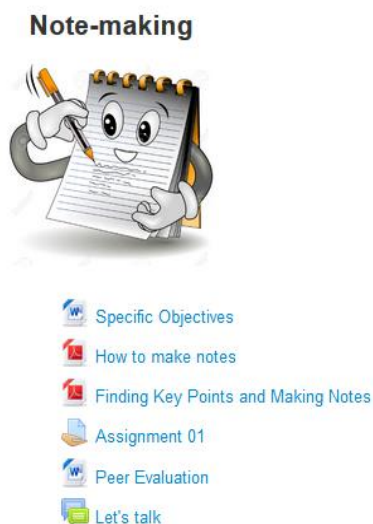 Note-making
Specific Objectives
How to make notes
Finding Key Points and Making Notes
Assignment 01
Peer Evaluation
Let's talk